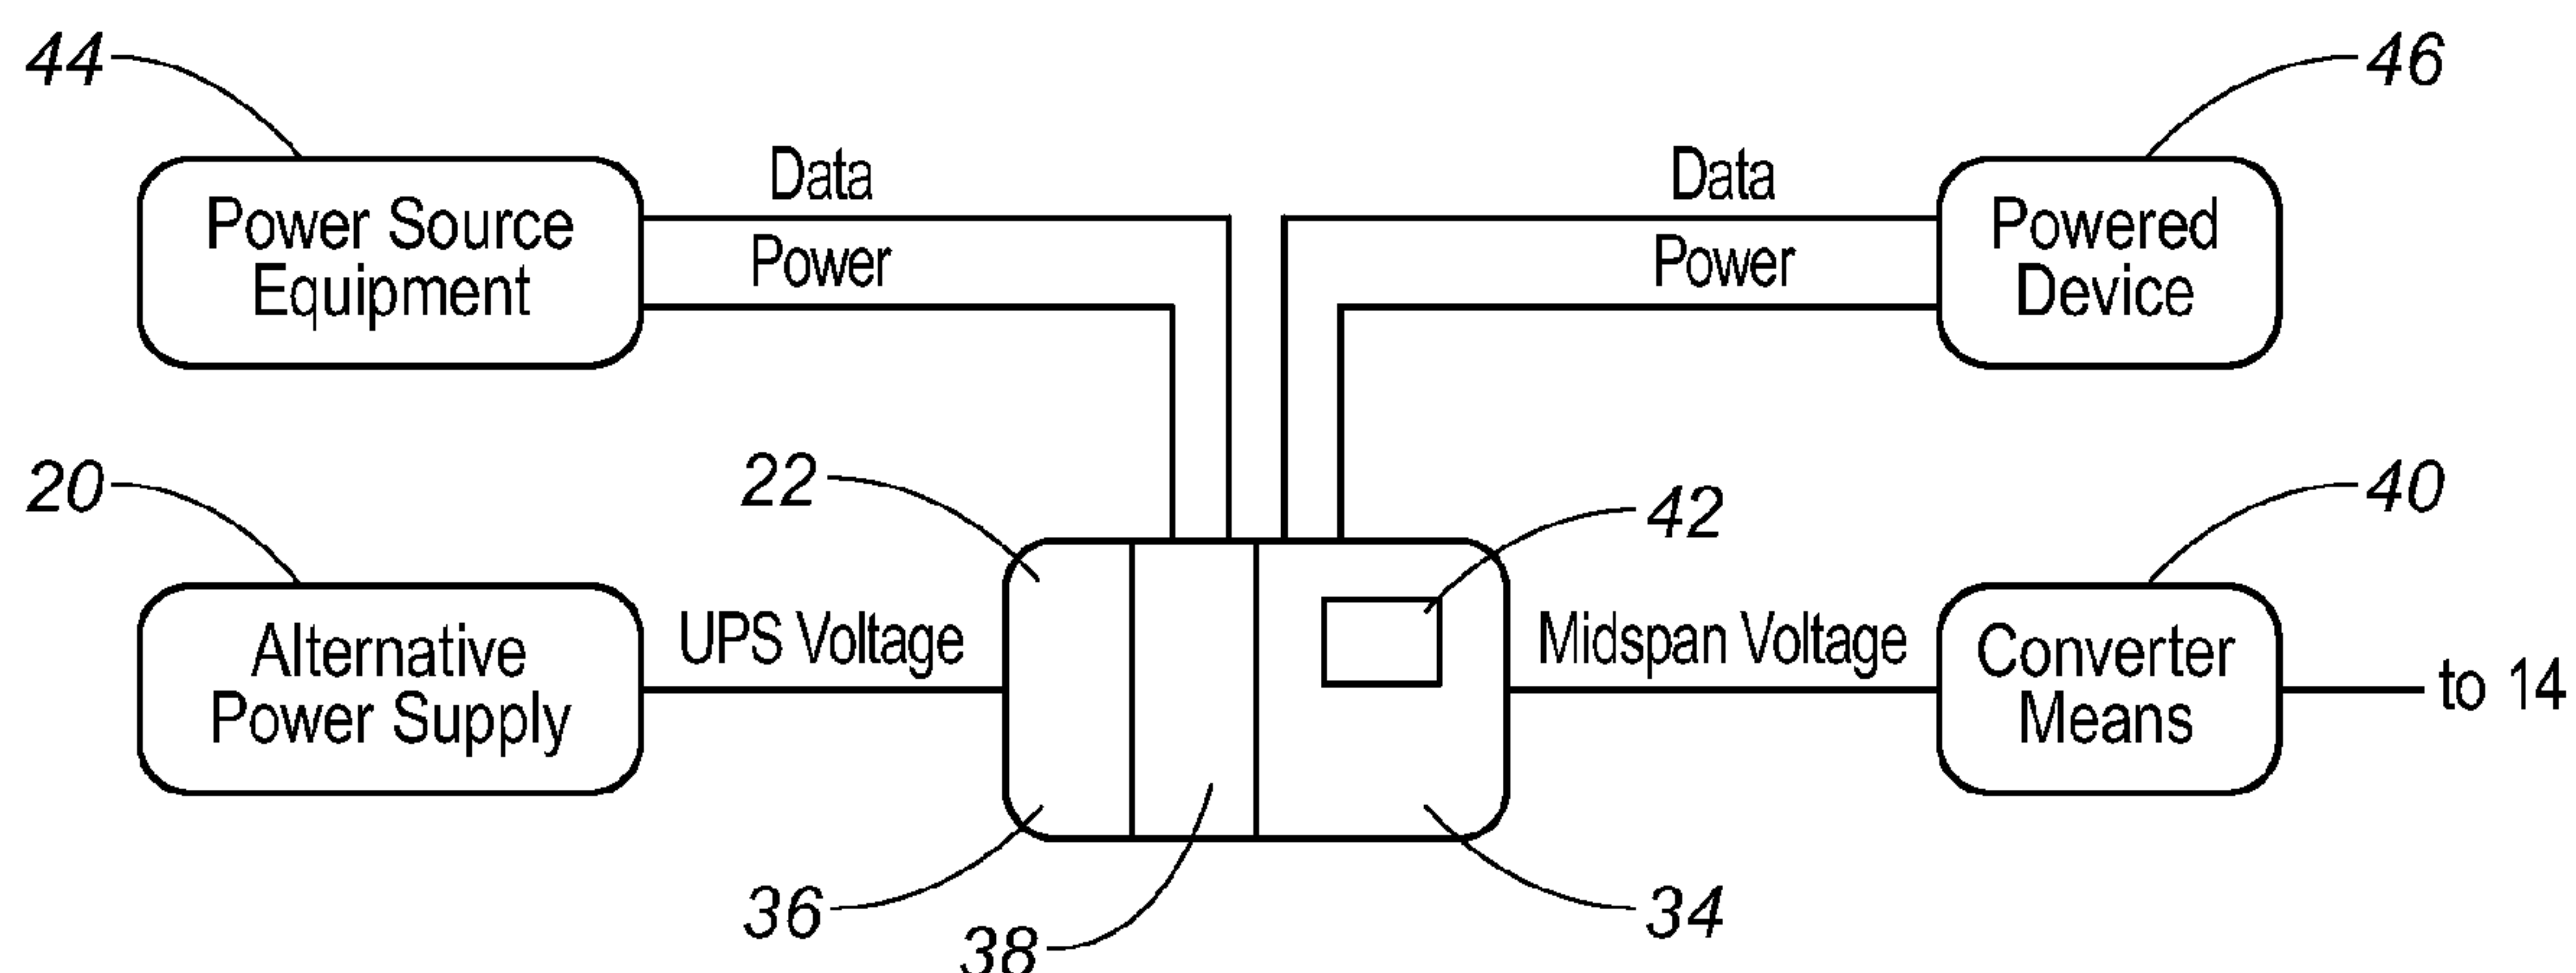 44
46
Data
Data
Power Source
Equipment
Power
Power
Powered
Device
20
22
42
40
Alternative
Power Supply
UPS Voltage
Midspan Voltage
Converter
Means
to 14
36
38
34